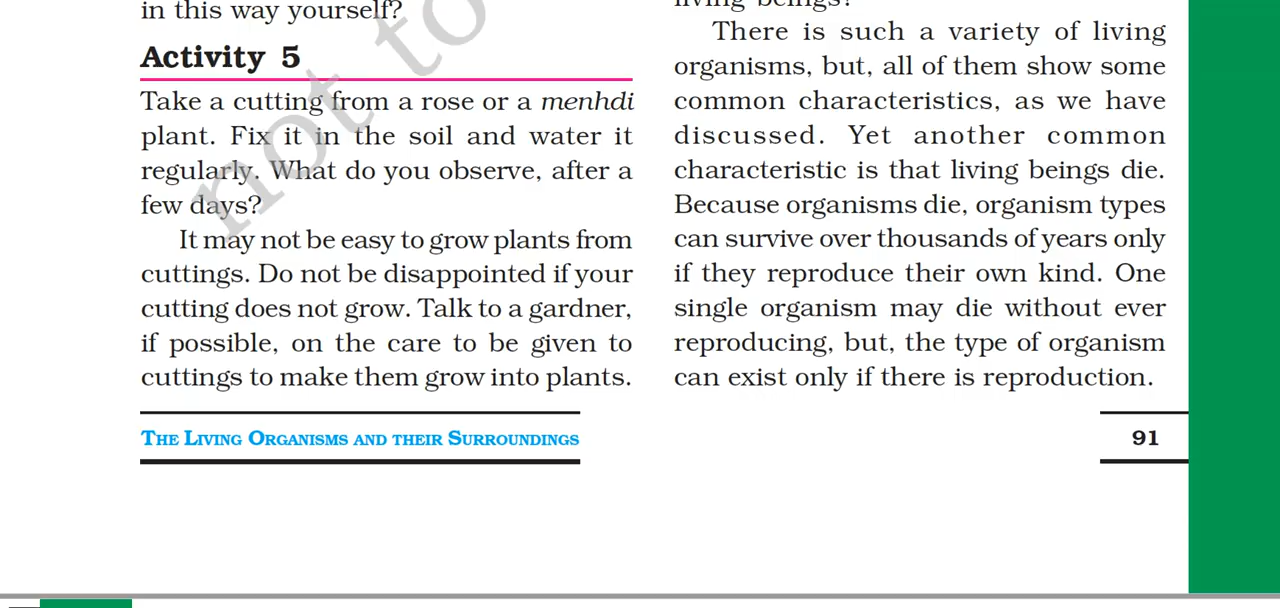 in this way yourself?
Activity 5
Take a cutting from a rose or a menhdi
plant. Fix it in the soil and water it
regularly. What do you observe, after a
few days?
It may not be easy to grow plants from
cuttings. Do not be disappointed if your
cutting does not grow. Talk to a gardner,
if possible, on the care to be given to
cuttings to make them grow into plants.
living beings?
There is such a variety of living
organisms, but, all of them show some
common characteristics, as we have
discussed. Yet another common
characteristic is that living beings die.
Because organisms die, organism types
can survive over thousands of years only
if they reproduce their own kind. One
single organism may die without ever
reproducing, but, the type of organism
can exist only if there is reproduction.
The Living Organisms and their Surroundings
91
not to